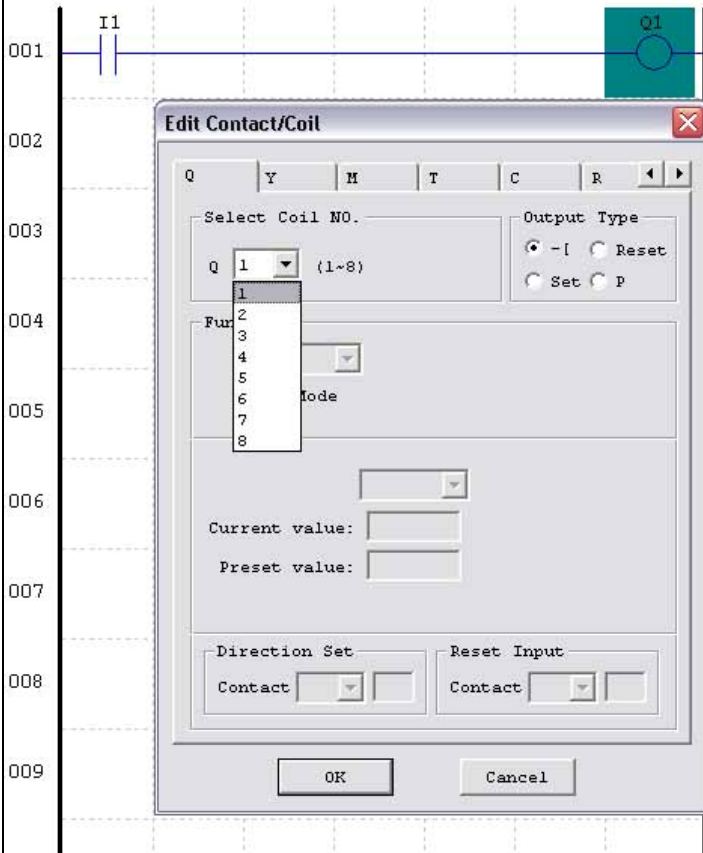 I1 Q1
001
Edit Contact/Coil
002
Q Y M T C R
Select Coil NO.
Output Type
003
Q 1 (1~8)
-[ Reset
Set P
1
2
3
4
5
6
7
8
004
Fun
Mode
005
006
Current value:
Preset value:
007
Direction Set
Reset Input
008
Contact
Contact
009
OK Cancel